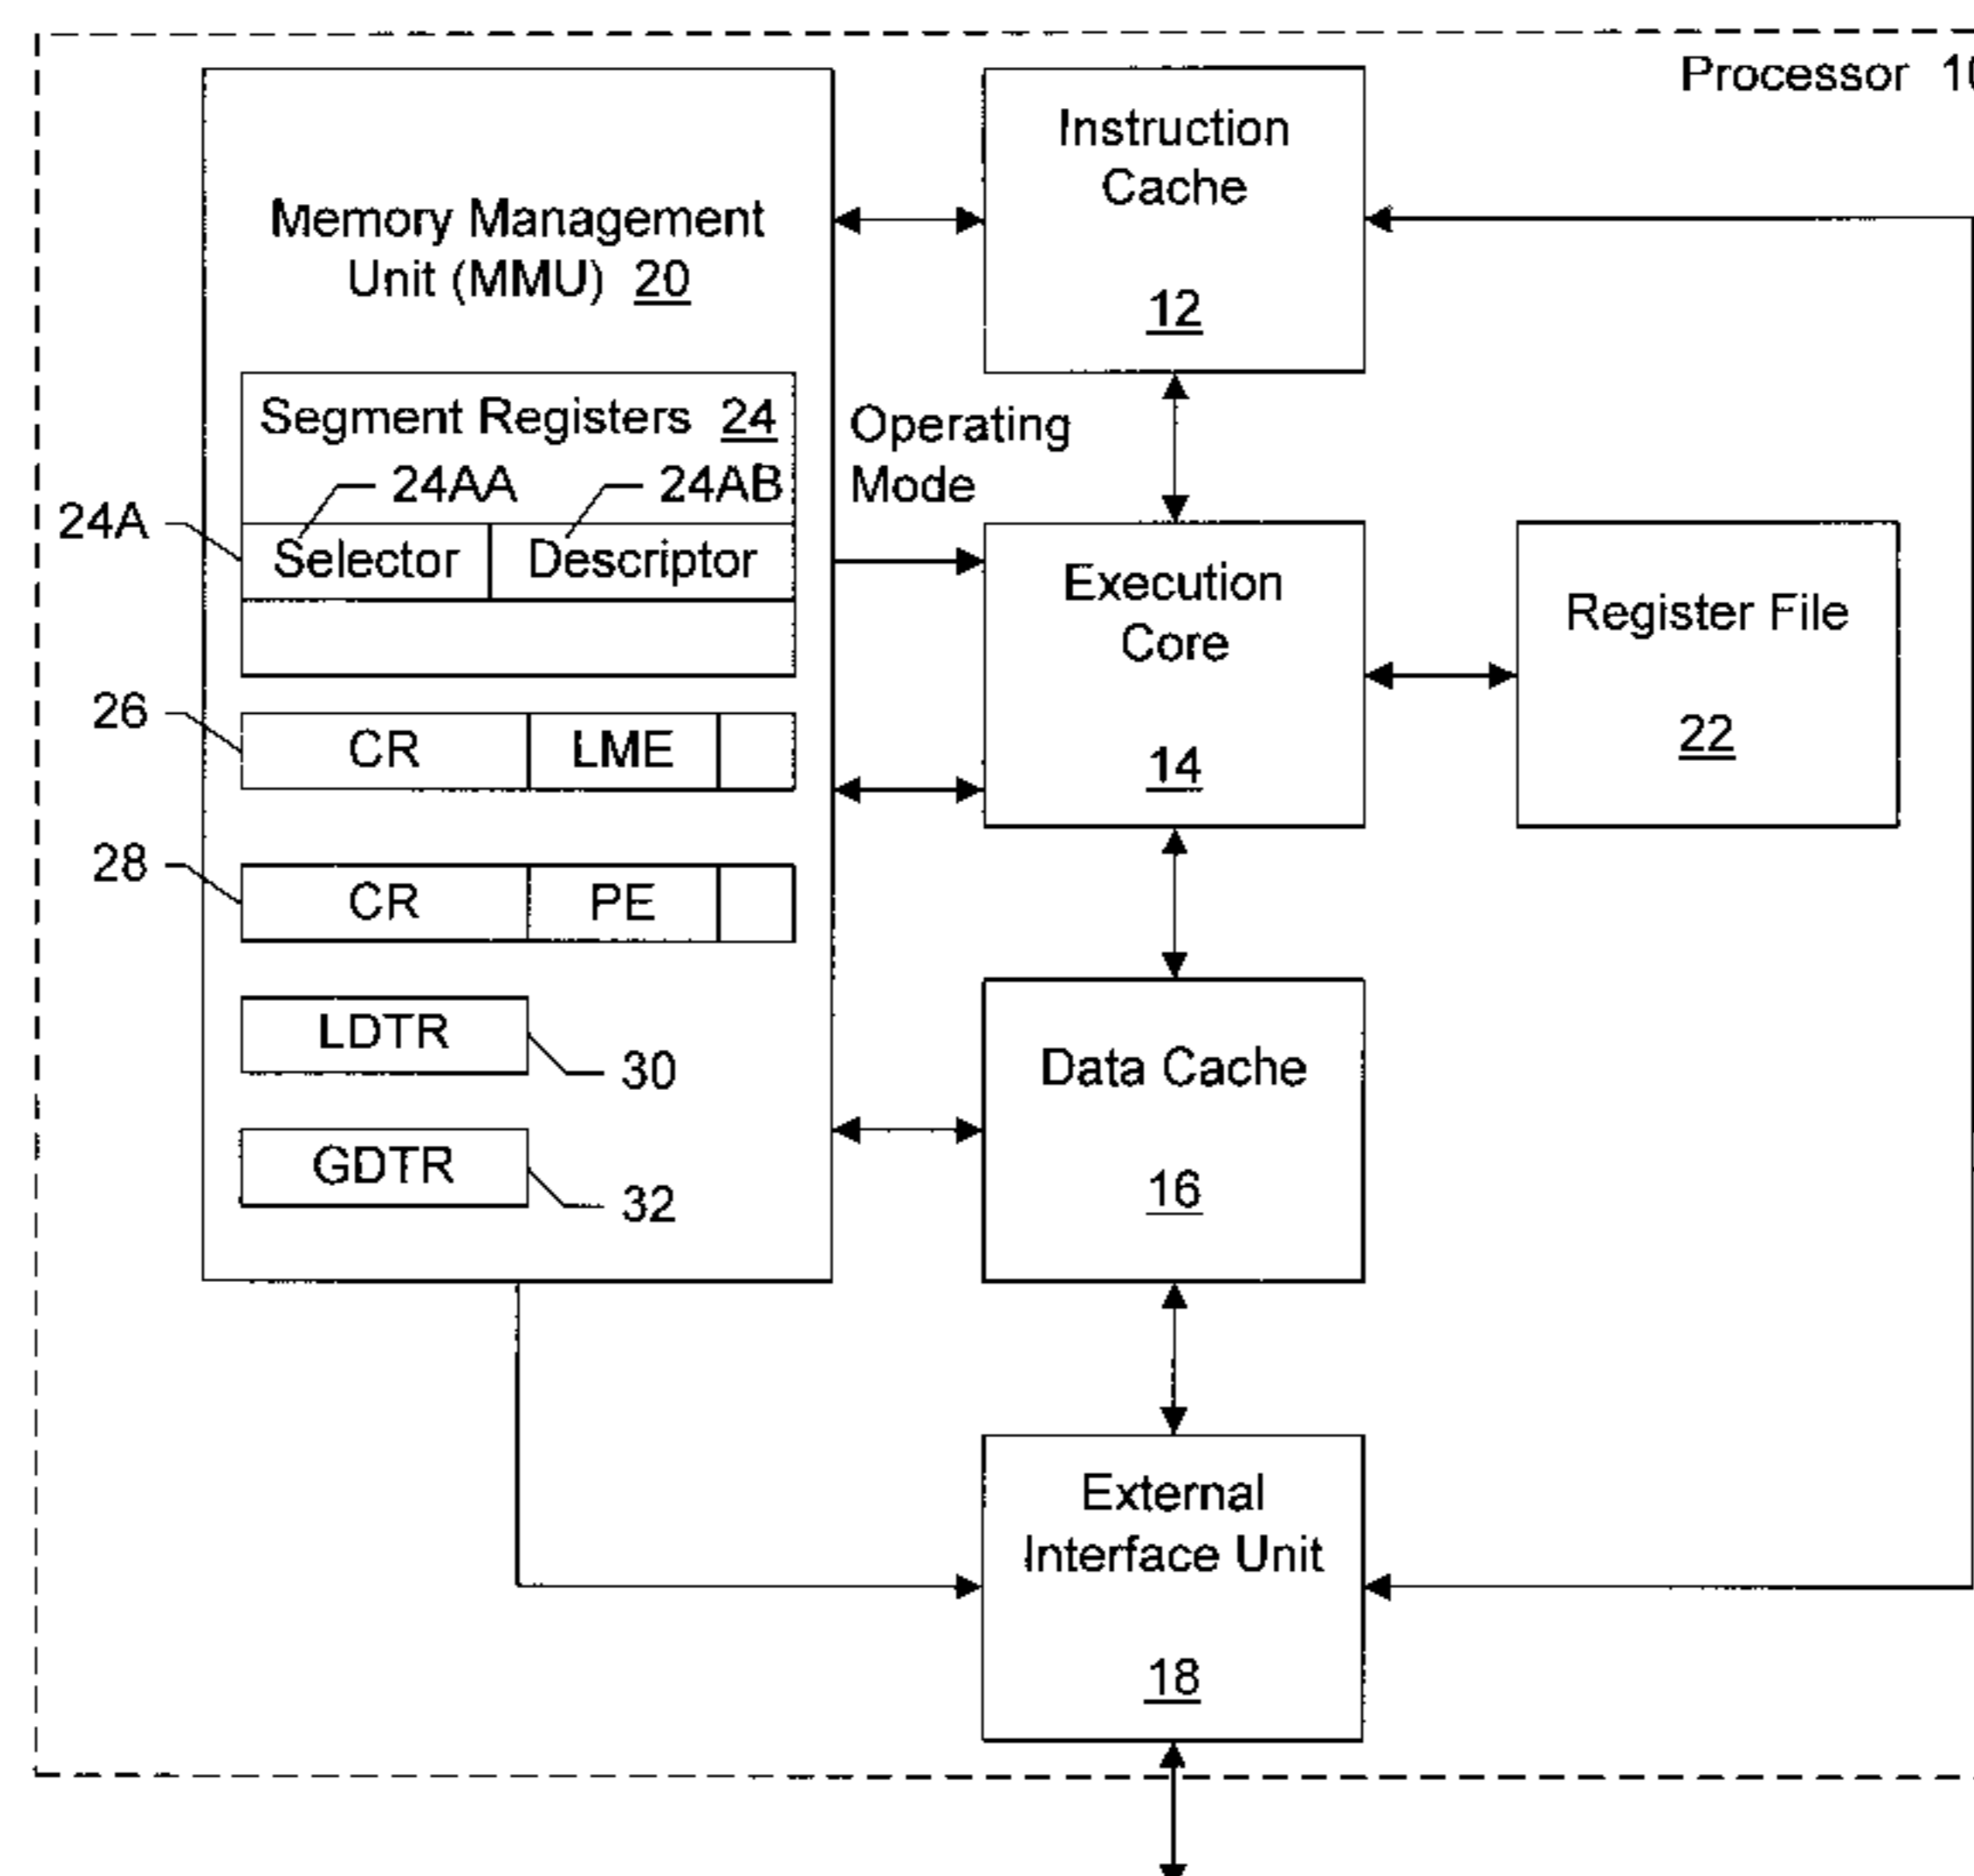 Processor 10
Instruction
Cache
12
Memory Management
Unit (MMU) 20
Segment Registers 24
24AA
24AB
24A
Selector
Descriptor
Operating
Mode
Execution
Core
14
Register File
22
26
CR
LME
28
CR
PE
LDTR
30
GDTR
32
Data Cache
16
External
Interface Unit
18